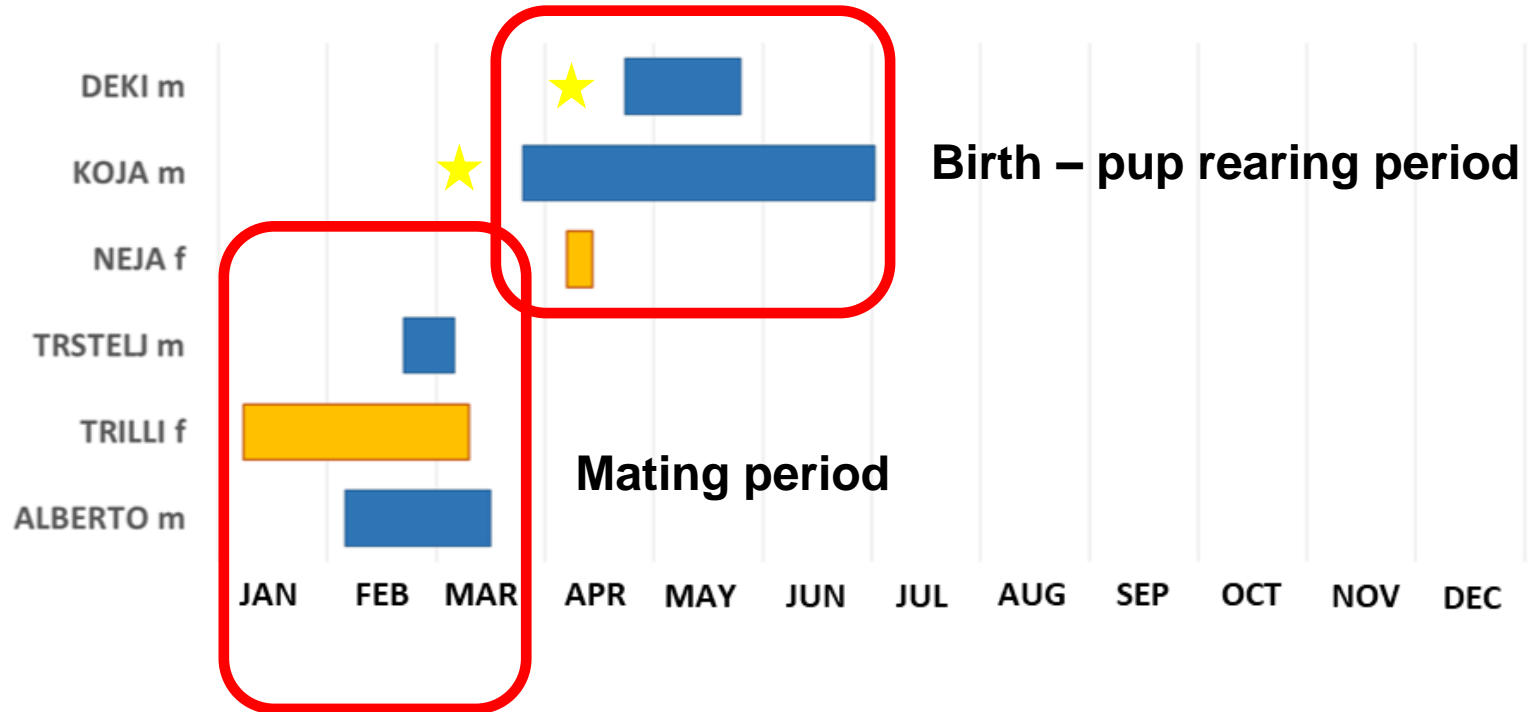 DEKI m
KOJA m
Birth – pup rearing period
NEJA f
TRSTELJ m
TRILLI f
Mating period
ALBERTO m
JAN FEB MAR APR MAY JUN JUL AUG SEP OCT NOV DEC